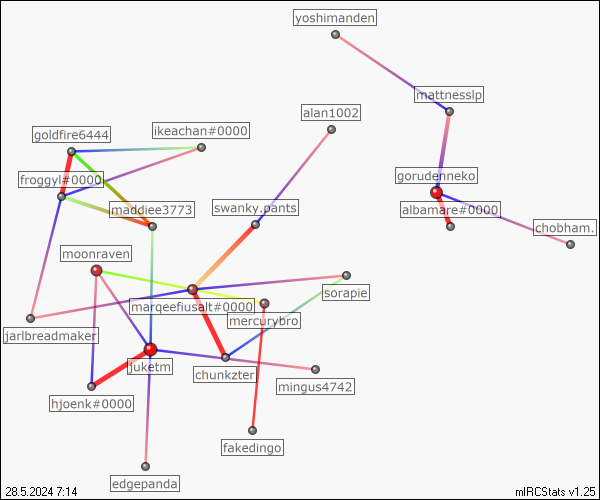 yoshimanden
mattnesslp
alan1002
ikeachan#0000
goldfire6444
gorudenneko
froggyl#0000
maddiee3773
swanky.pants
albamare#0000
chobham.
moonraven
sorapie
marqeefiusalt#0000
mercurybro
jarlbreadmaker
juketm
chunkzter
mingus4742
hjoenk#0000
fakedingo
edgepanda
28.5.2024 7:14
mIRCStats v1.25